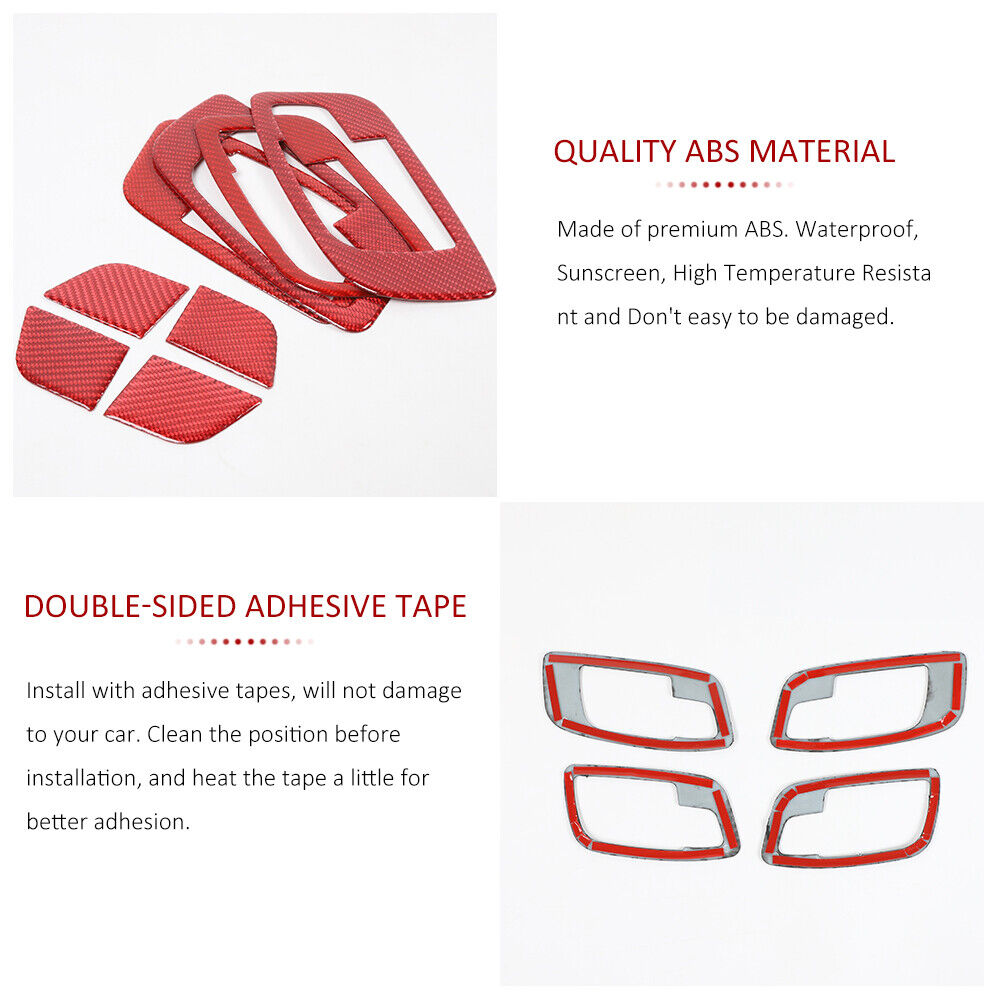 QUALITY ABS MATERIAL
Made of premium ABS. Waterproof,
Sunscreen, High Temperature Resista
nt and Don't easy to be damaged.
DOUBLE-SIDED ADHESIVE TAPE
Install with adhesive tapes, will not damage
to your car. Clean the position before
installation, and heat the tape a little for
better adhesion.